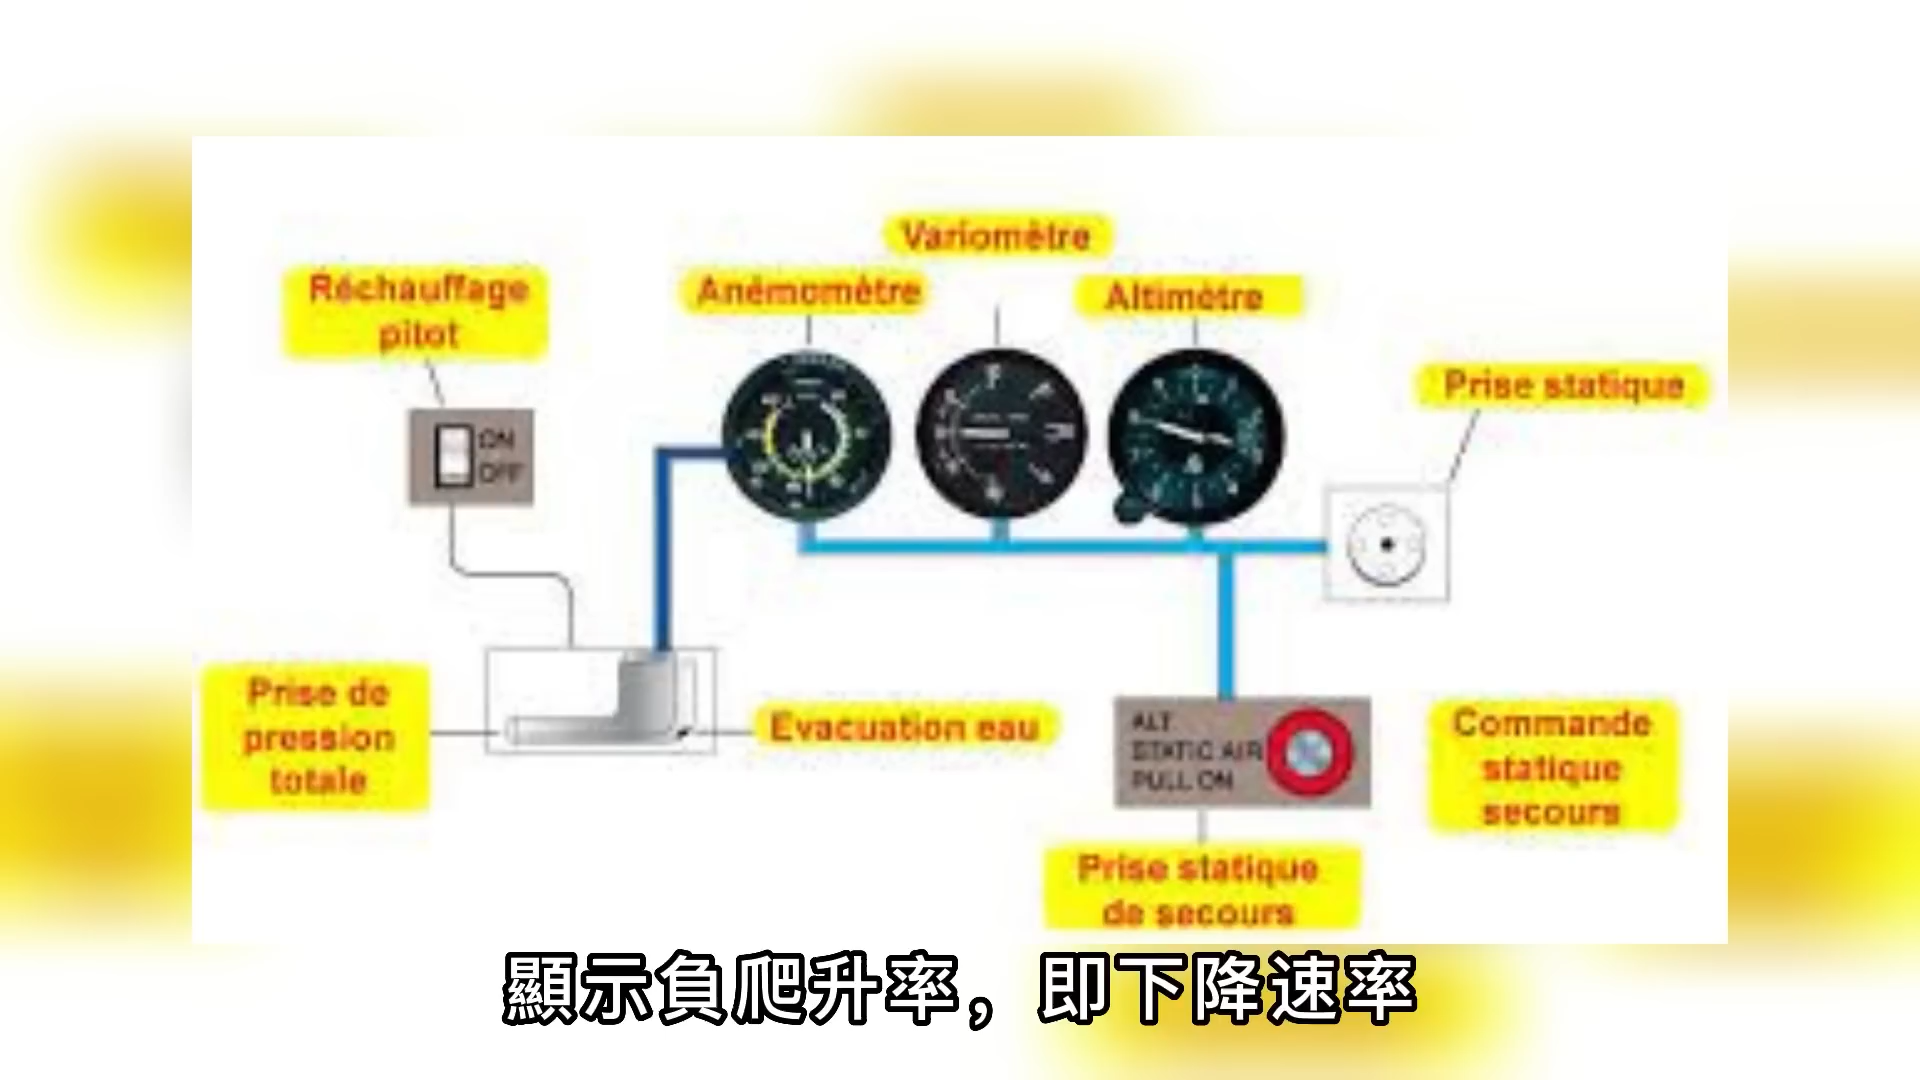 Variomètre
Réchauffage
pitot
Anémomètre
Altimètre
Prise statique
ON
OFF
Prise de
pression
totale
Evacuation eau
ALT
STATIC AIR
PULL ON
Commande
statique
secours
Prise statique
de secours
顯示負爬升率，即下降速率